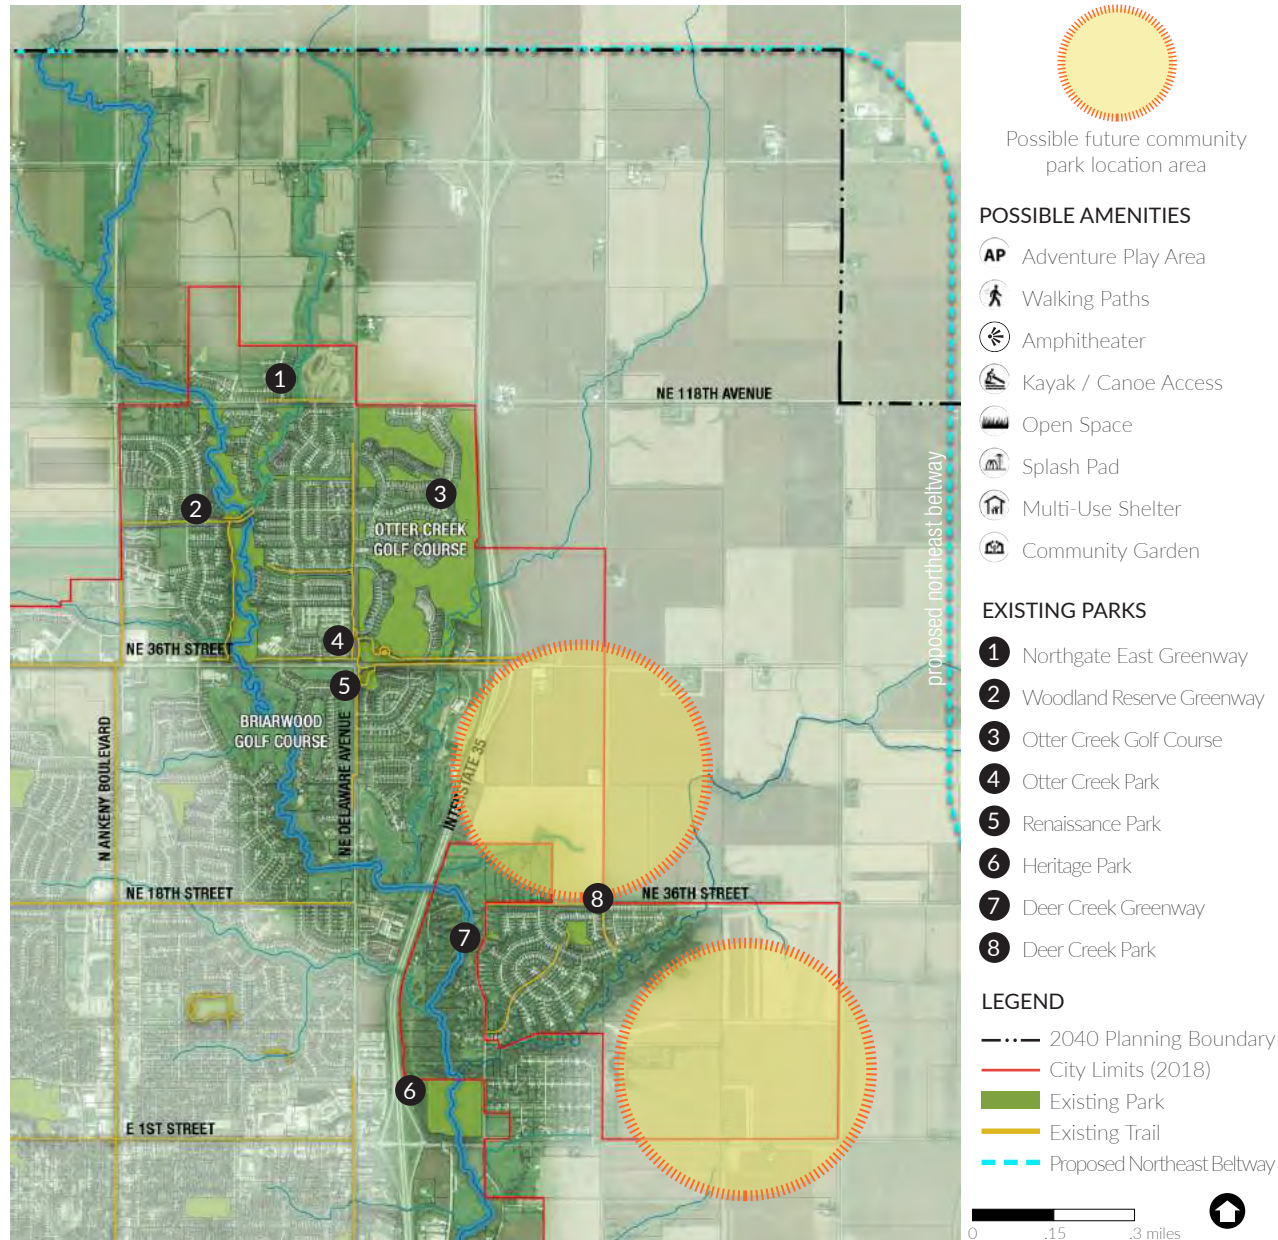 Possible future community
park location area
POSSIBLE AMENITIES
AP Adventure Play Area
Walking Paths
Amphitheater
Kayak / Canoe Access
Open Space
Splash Pad
Multi-Use Shelter
Community Garden
EXISTING PARKS
1 Northgate East Greenway
2 Woodland Reserve Greenway
3 Otter Creek Golf Course
4 Otter Creek Park
5 Renaissance Park
6 Heritage Park
7 Deer Creek Greenway
8 Deer Creek Park
LEGEND
2040 Planning Boundary
City Limits (2018)
Existing Park
Existing Trail
Proposed Northeast Beltway
0 .15 .3 miles
NE 118TH AVENUE
proposed northeast beltway
1
2
3
OTTER CREEK
GOLF COURSE
NE 36TH STREET
4
5
BRIARWOOD
GOLF COURSE
N ANKENY BOULEVARD
NE DELAWARE AVENUE
INTERSTATE 35
NE 18TH STREET
NE 36TH STREET
8
7
6
E 1ST STREET